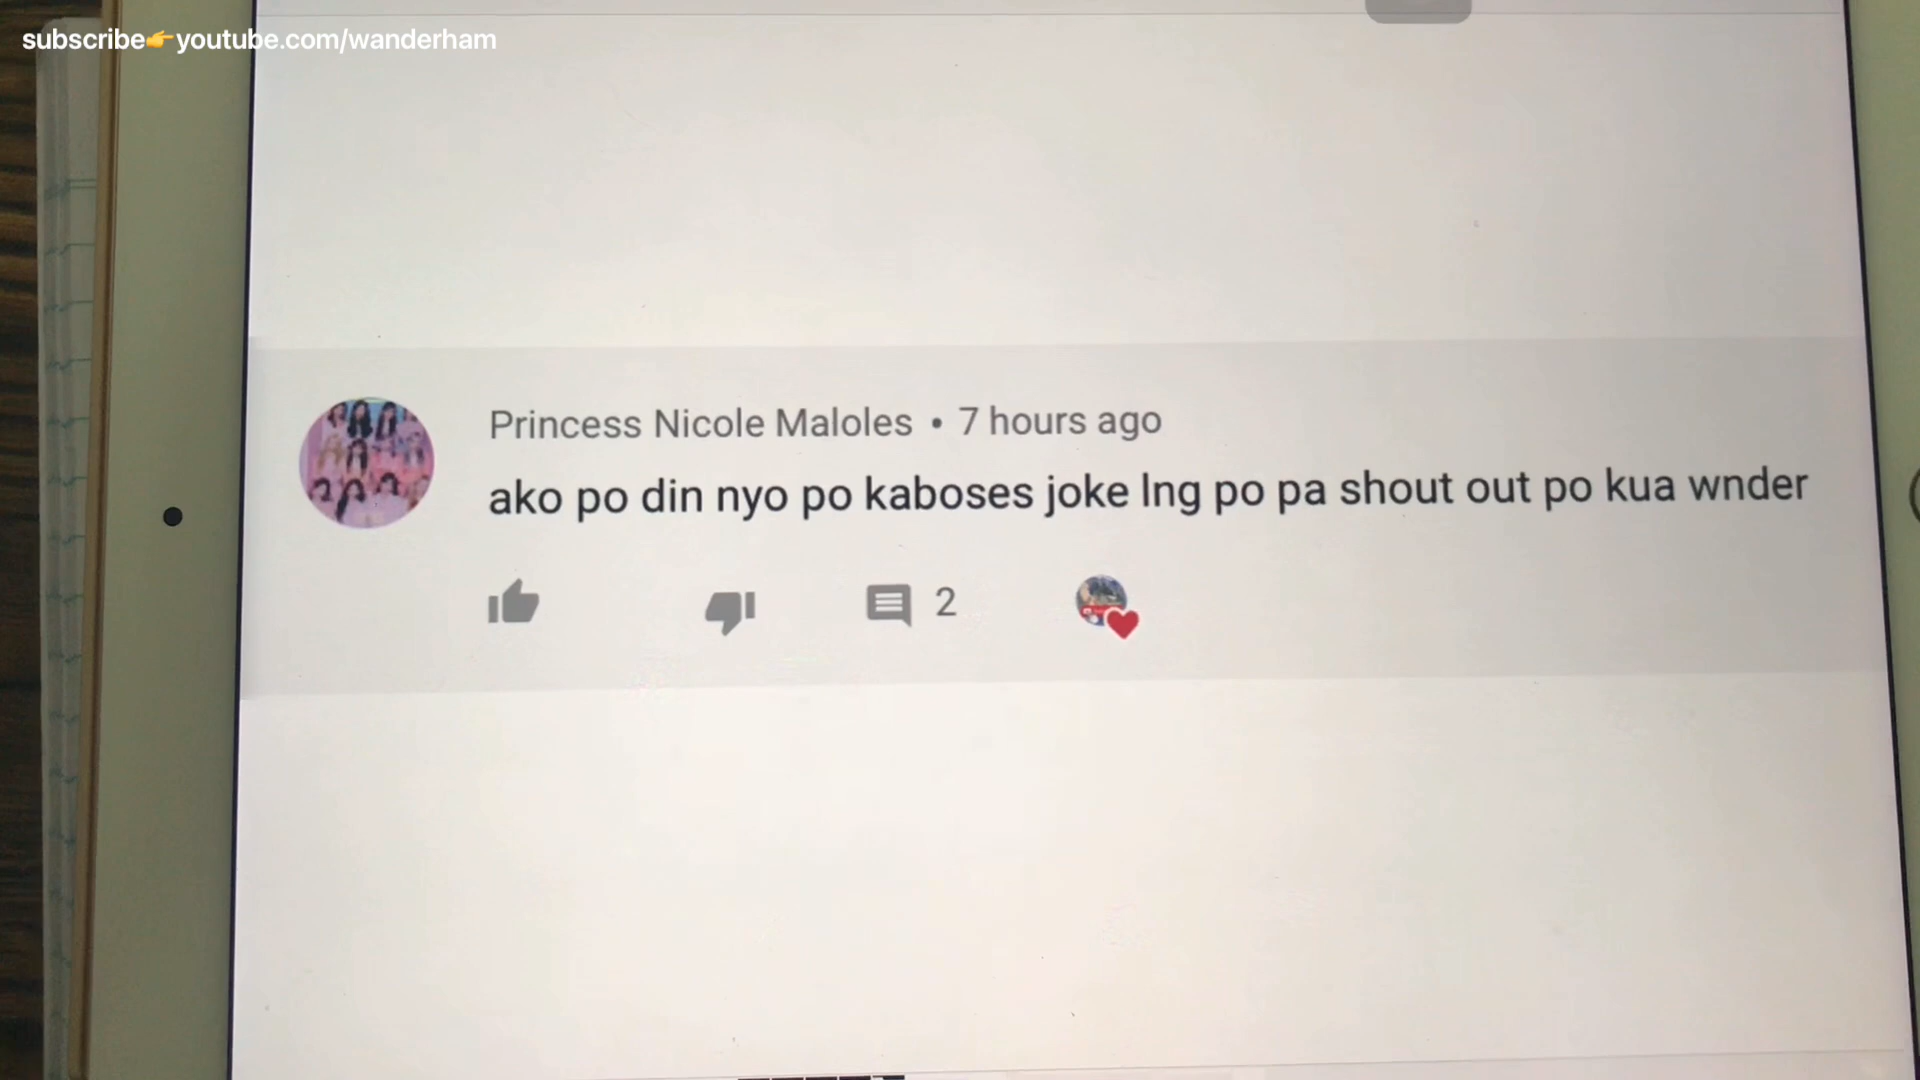 subscribe👉youtube.com/wanderham
Princess Nicole Maloles • 7 hours ago
ako po din nyo po kaboses joke lng po pa shout out po kua wnder
2